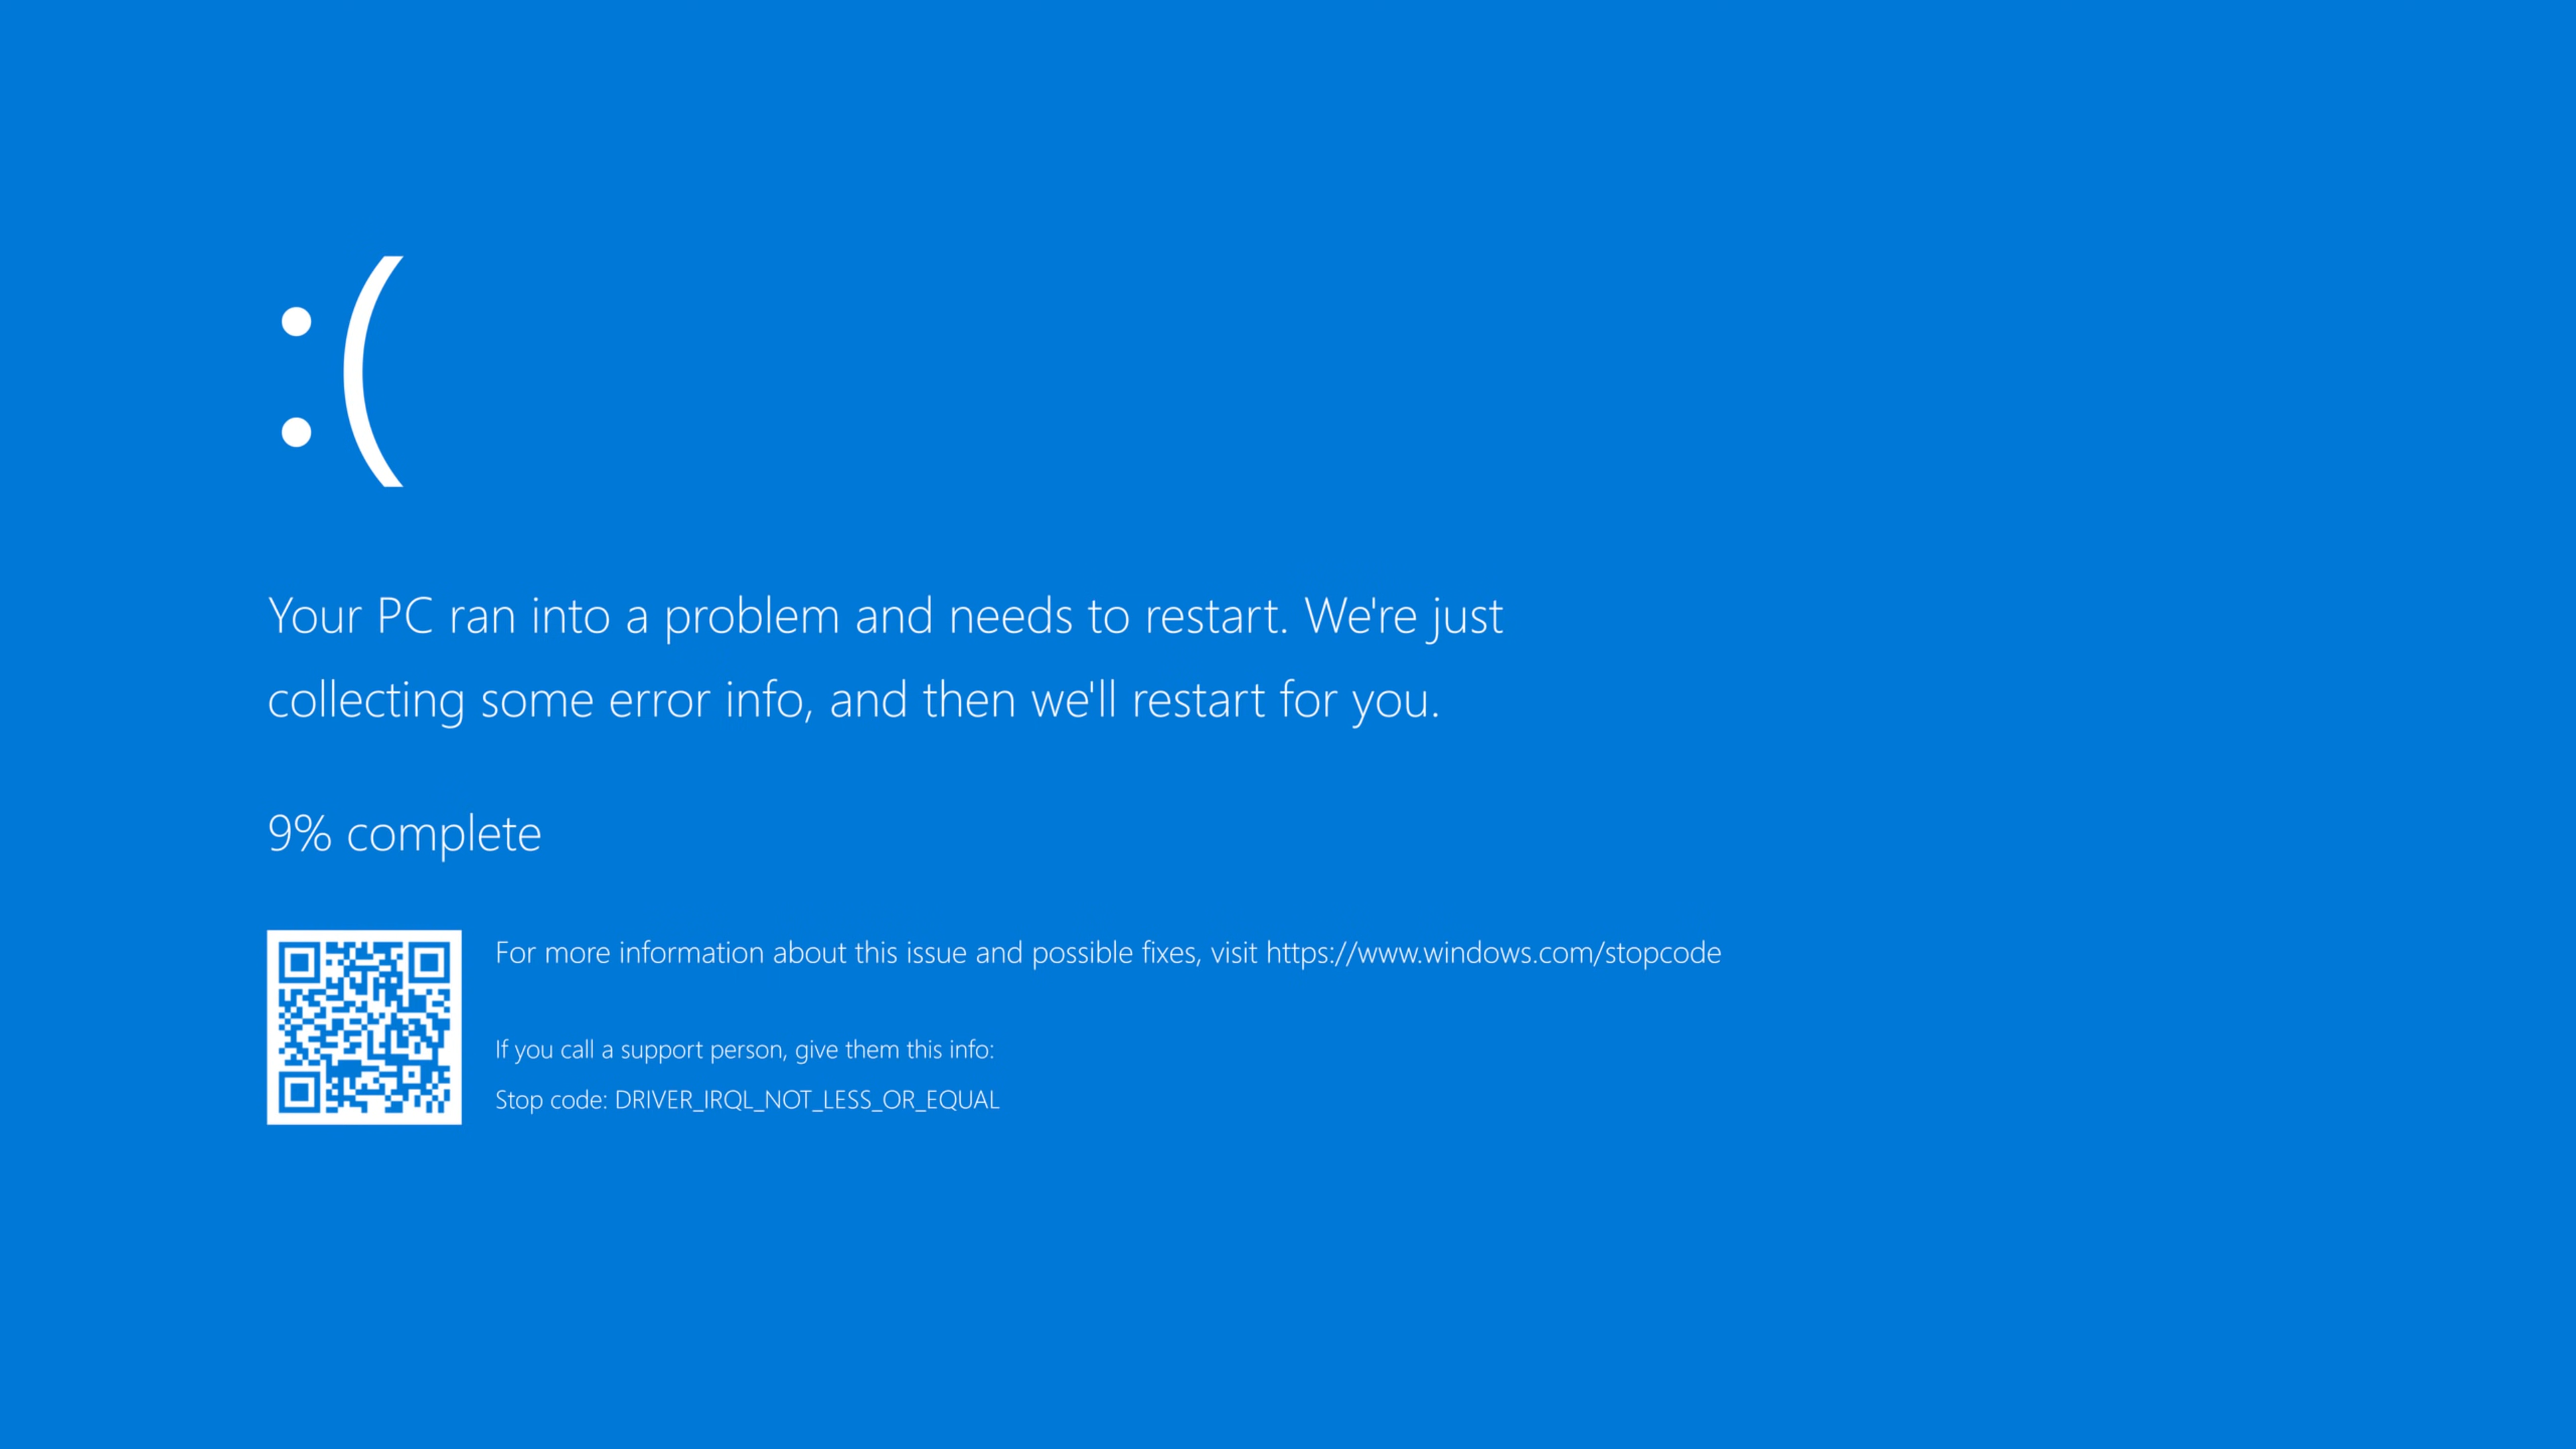 :(
Your PC ran into a problem and needs to restart. We're just
collecting some error info, and then we'll restart for you.
9% complete
For more information about this issue and possible fixes, visit https://www.windows.com/stopcode
If you call a support person, give them this info:
Stop code: DRIVER_IRQL_NOT_LESS_OR_EQUAL